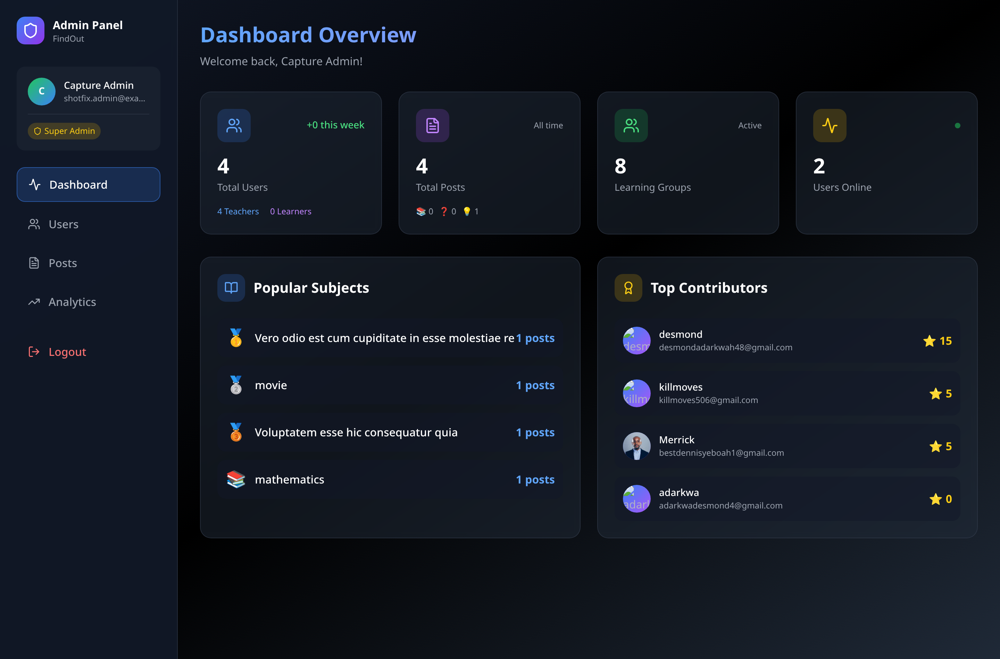 Admin Panel
FindOut
C
Capture Admin
shotfix.admin@exa...
Super Admin
Dashboard
Users
Posts
Analytics
Logout
Dashboard Overview
Welcome back, Capture Admin!
+0 this week
4
Total Users
4 Teachers 0 Learners
All time
4
Total Posts
📚 0 ❓ 0 💡 1
Active
8
Learning Groups
2
Users Online
Popular Subjects
🥇 Vero odio est cum cupiditate in esse molestiae re 1 posts
🥈 movie 1 posts
🥉 Voluptatem esse hic consequatur quia 1 posts
📚 mathematics 1 posts
Top Contributors
desm
desmond
desmondadarkwah48@gmail.com
⭐ 15
killm
killmoves
killmoves506@gmail.com
⭐ 5
Merrick
bestdennisyeboah1@gmail.com
⭐ 5
adark
adarkwa
adarkwadesmond4@gmail.com
⭐ 0